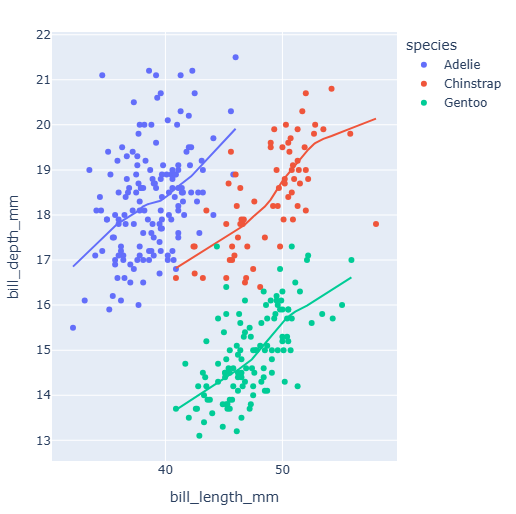 22
21
20
19
18
17
16
15
14
13
bill_depth_mm
40
50
bill_length_mm
species
Adelie
Chinstrap
Gentoo